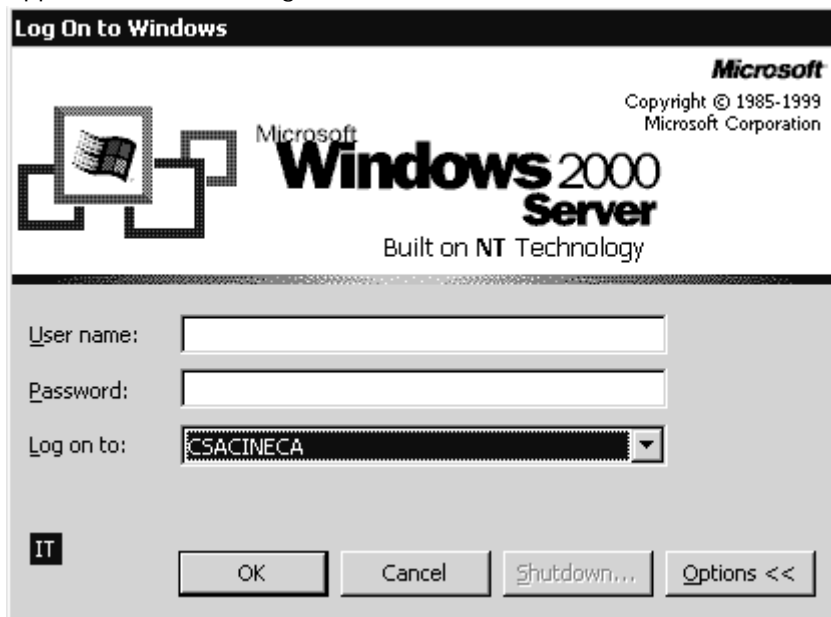 Log On to Windows
Microsoft
Copyright © 1985-1999
Microsoft Corporation
Microsoft
Windows 2000
Server
Built on NT Technology
User name:
Password:
Log on to: CSACINECA
IT
OK Cancel Shutdown... Options <<